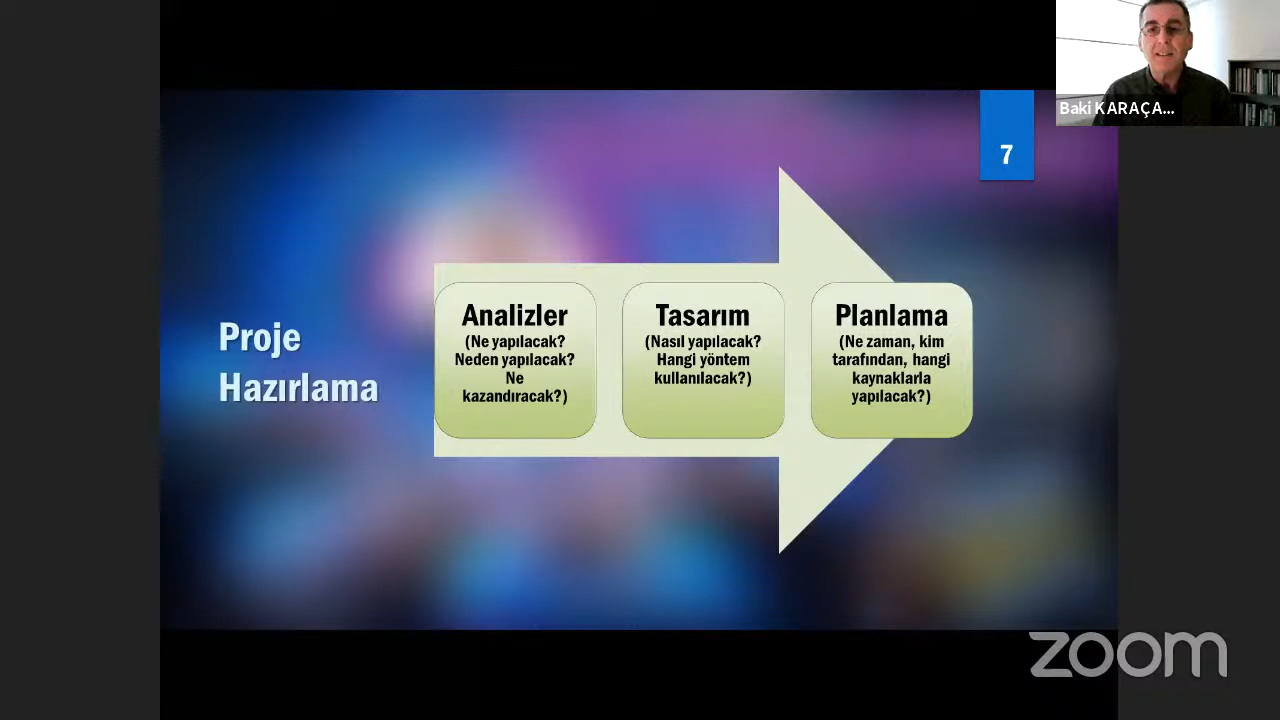 Baki KARAÇA...
7
Proje
Hazırlama
Analizler
(Ne yapılacak?
Neden yapılacak?
Ne
kazandıracak?)
Tasarım
(Nasıl yapılacak?
Hangi yöntem
kullanılacak?)
Planlama
(Ne zaman, kim
tarafından, hangi
kaynaklarla
yapılacak?)
zoom